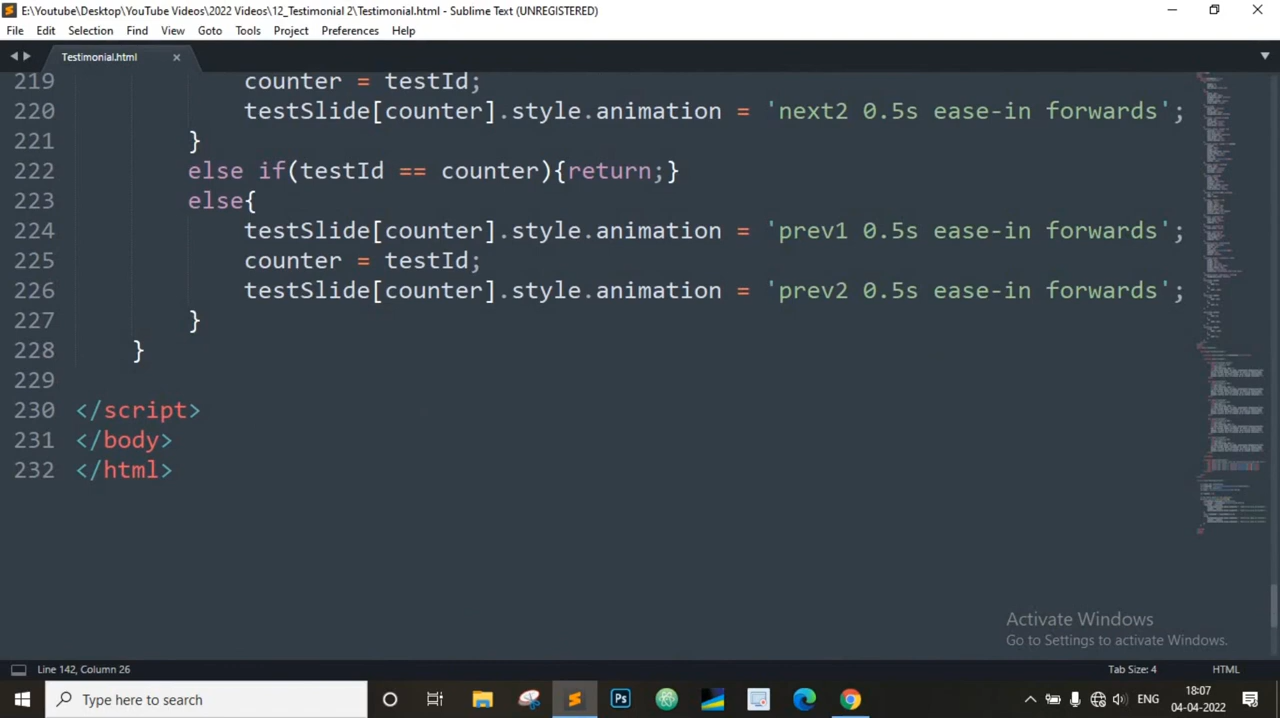 E:\Youtube\Desktop\YouTube Videos\2022 Videos\12_Testimonial 2\Testimonial.html - Sublime Text (UNREGISTERED)
File Edit Selection Find View Goto Tools Project Preferences Help
Testimonial.html
219 counter = testId;
220 testSlide[counter].style.animation = 'next2 0.5s ease-in forwards';
221 }
222 else if(testId == counter){return;}
223 else{
224 testSlide[counter].style.animation = 'prev1 0.5s ease-in forwards';
225 counter = testId;
226 testSlide[counter].style.animation = 'prev2 0.5s ease-in forwards';
227 }
228 }
229
230 </script>
231 </body>
232 </html>
Activate Windows
Go to Settings to activate Windows.
Line 142, Column 26 Tab Size: 4 HTML
Type here to search Ps ENG 18:07
04-04-2022